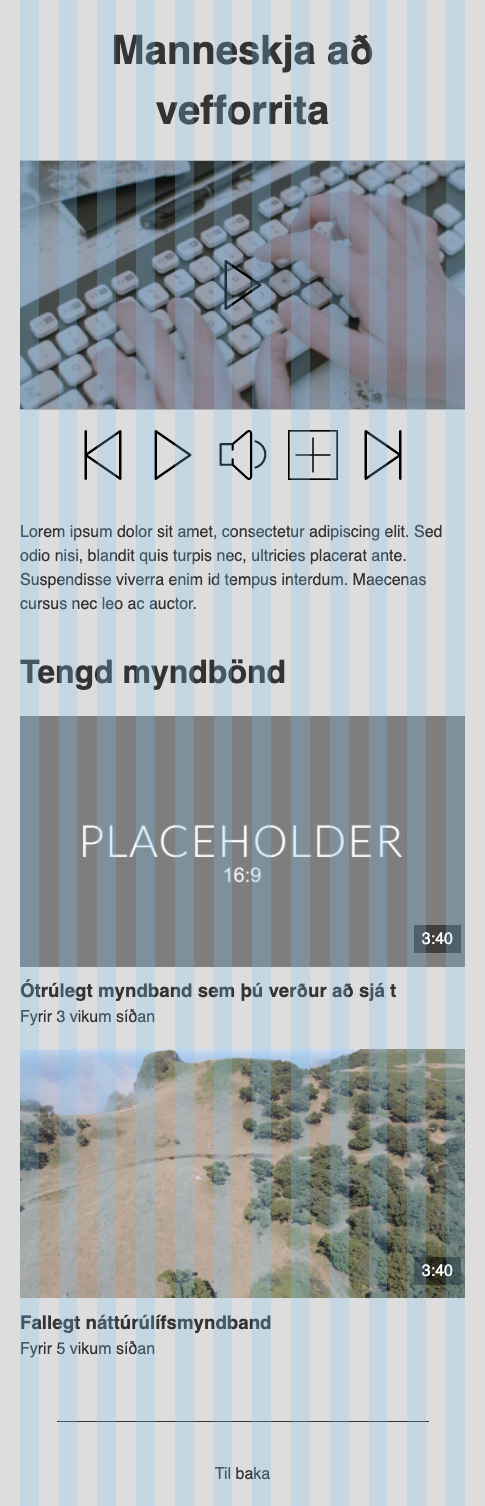 Manneskja að
vefforrita
Lorem ipsum dolor sit amet, consectetur adipiscing elit. Sed
odio nisi, blandit quis turpis nec, ultricies placerat ante.
Suspendisse viverra enim id tempus interdum. Maecenas
cursus nec leo ac auctor.
Tengd myndbönd
PLACEHOLDER
16:9
3:40
Ótrúlegt myndband sem þú verður að sjá t
Fyrir 3 vikum síðan
3:40
Fallegt náttúrúlífsmyndband
Fyrir 5 vikum síðan
Til baka